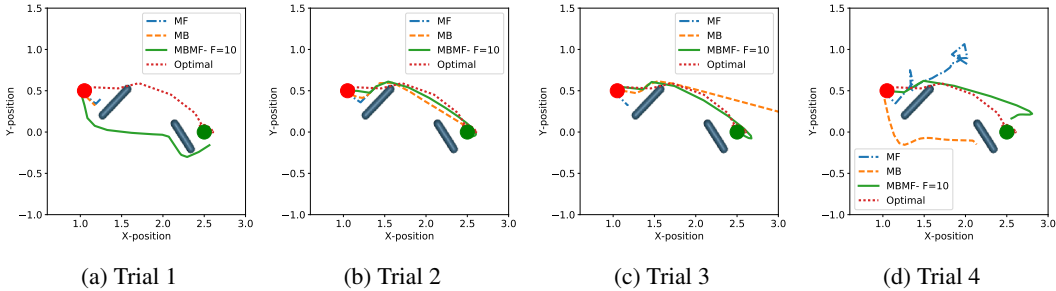 1.5
1.0
0.5
0.0
−0.5
−1.0
Y-position
1.0 1.5 2.0 2.5 3.0
X-position
MF
MB
MBMF- F=10
Optimal
(a) Trial 1
1.5
1.0
0.5
0.0
−0.5
−1.0
Y-position
1.0 1.5 2.0 2.5 3.0
X-position
MF
MB
MBMF- F=10
Optimal
(b) Trial 2
1.5
1.0
0.5
0.0
−0.5
−1.0
Y-position
1.0 1.5 2.0 2.5 3.0
X-position
MF
MB
MBMF- F=10
Optimal
(c) Trial 3
1.5
1.0
0.5
0.0
−0.5
−1.0
Y-position
1.0 1.5 2.0 2.5 3.0
X-position
MF
MB
MBMF- F=10
Optimal
(d) Trial 4